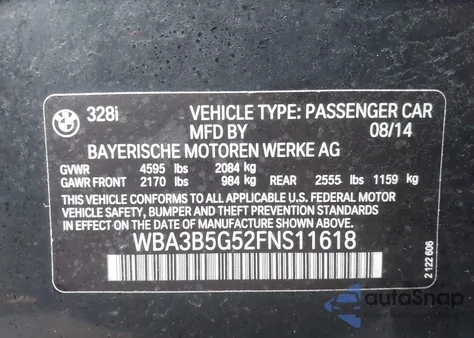 328i VEHICLE TYPE: PASSENGER CAR
MFD BY 08/14
BAYERISCHE MOTOREN WERKE AG
GVWR 4595 lbs 2084 kg
GAWR FRONT 2170 lbs 984 kg REAR 2555 lbs 1159 kg
THIS VEHICLE CONFORMS TO ALL APPLICABLE U.S. FEDERAL MOTOR
VEHICLE SAFETY, BUMPER AND THEFT PREVENTION STANDARDS IN
EFFECT ON THE DATE OF MANUFACTURE SHOWN ABOVE.
WBA3B5G52FNS11618
2 122 606
autoSnap